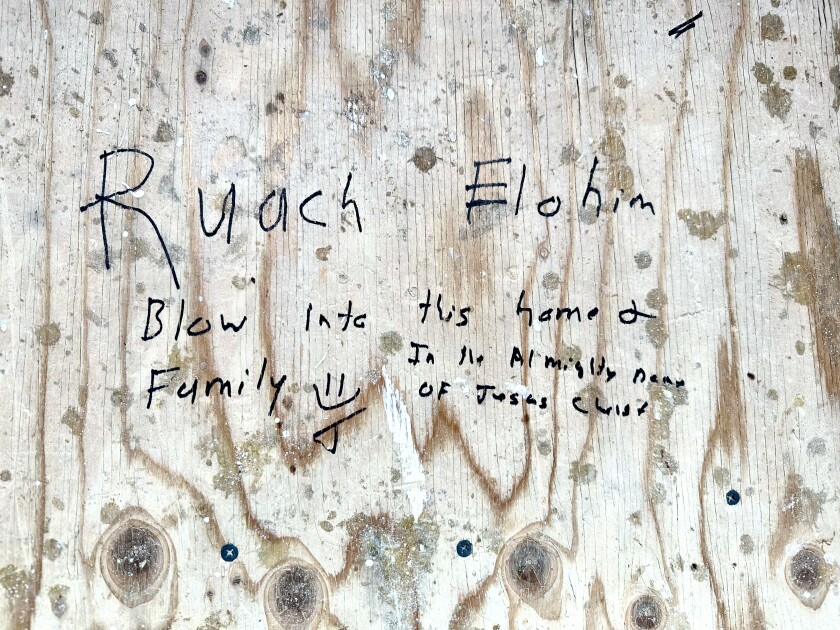 Ruach Elohim
Blow Into this home &
Family
In the Almighty name
OF Jesus Christ